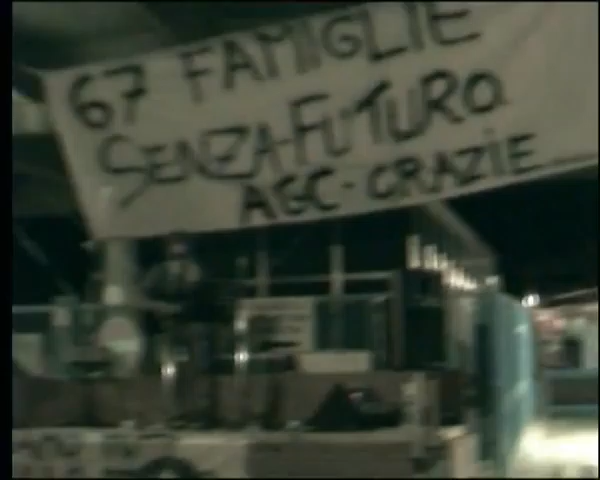 67 FAMIGLIE
SENZA FUTURO
AGC - GRAZIE......